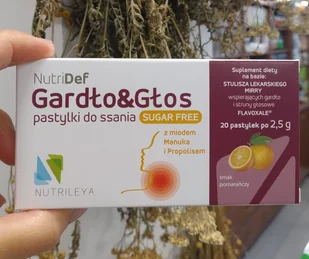 NutriDef
Gardło&Głos
pastylki do ssania SUGAR FREE
z miodem
Manuka
i Propolisem
NUTRILEYA
Suplement diety
na bazie:
STULISZA LEKARSKIEGO
MIRRY
wspierających gardło
i struny głosowe
FLAVOXALE®
20 pastylek po 2,5 g
smak
pomarańczy